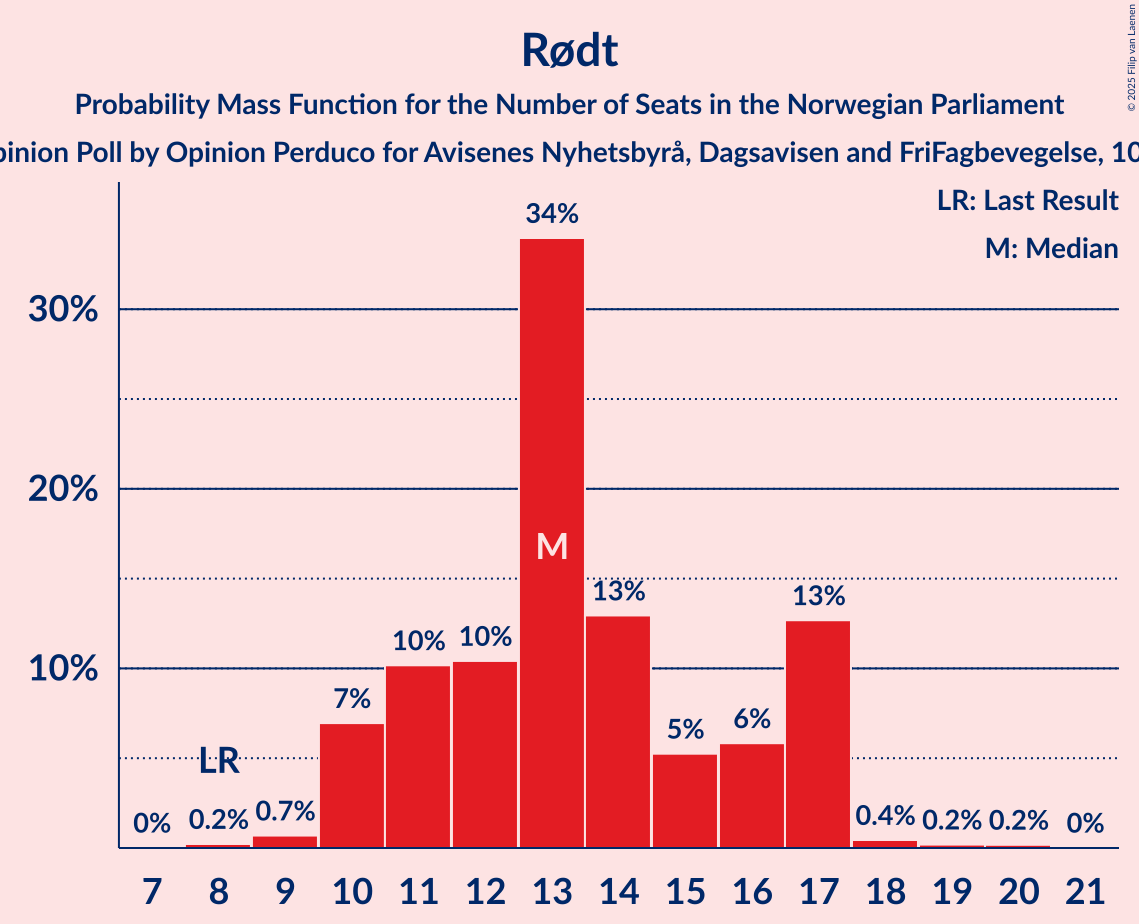 Rødt
Probability Mass Function for the Number of Seats in the Norwegian Parliament
Opinion Poll by Opinion Perduco for Avisenes Nyhetsbyrå, Dagsavisen and FriFagbevegelse, 10
LR: Last Result
M: Median
34%
30%
20%
M
13%
13%
10%
10%
10%
7%
6%
5%
LR
0%
0.2%
0.7%
0.4%
0.2%
0.2%
0%
7 8 9 10 11 12 13 14 15 16 17 18 19 20 21
© 2025 Filip van Laenen